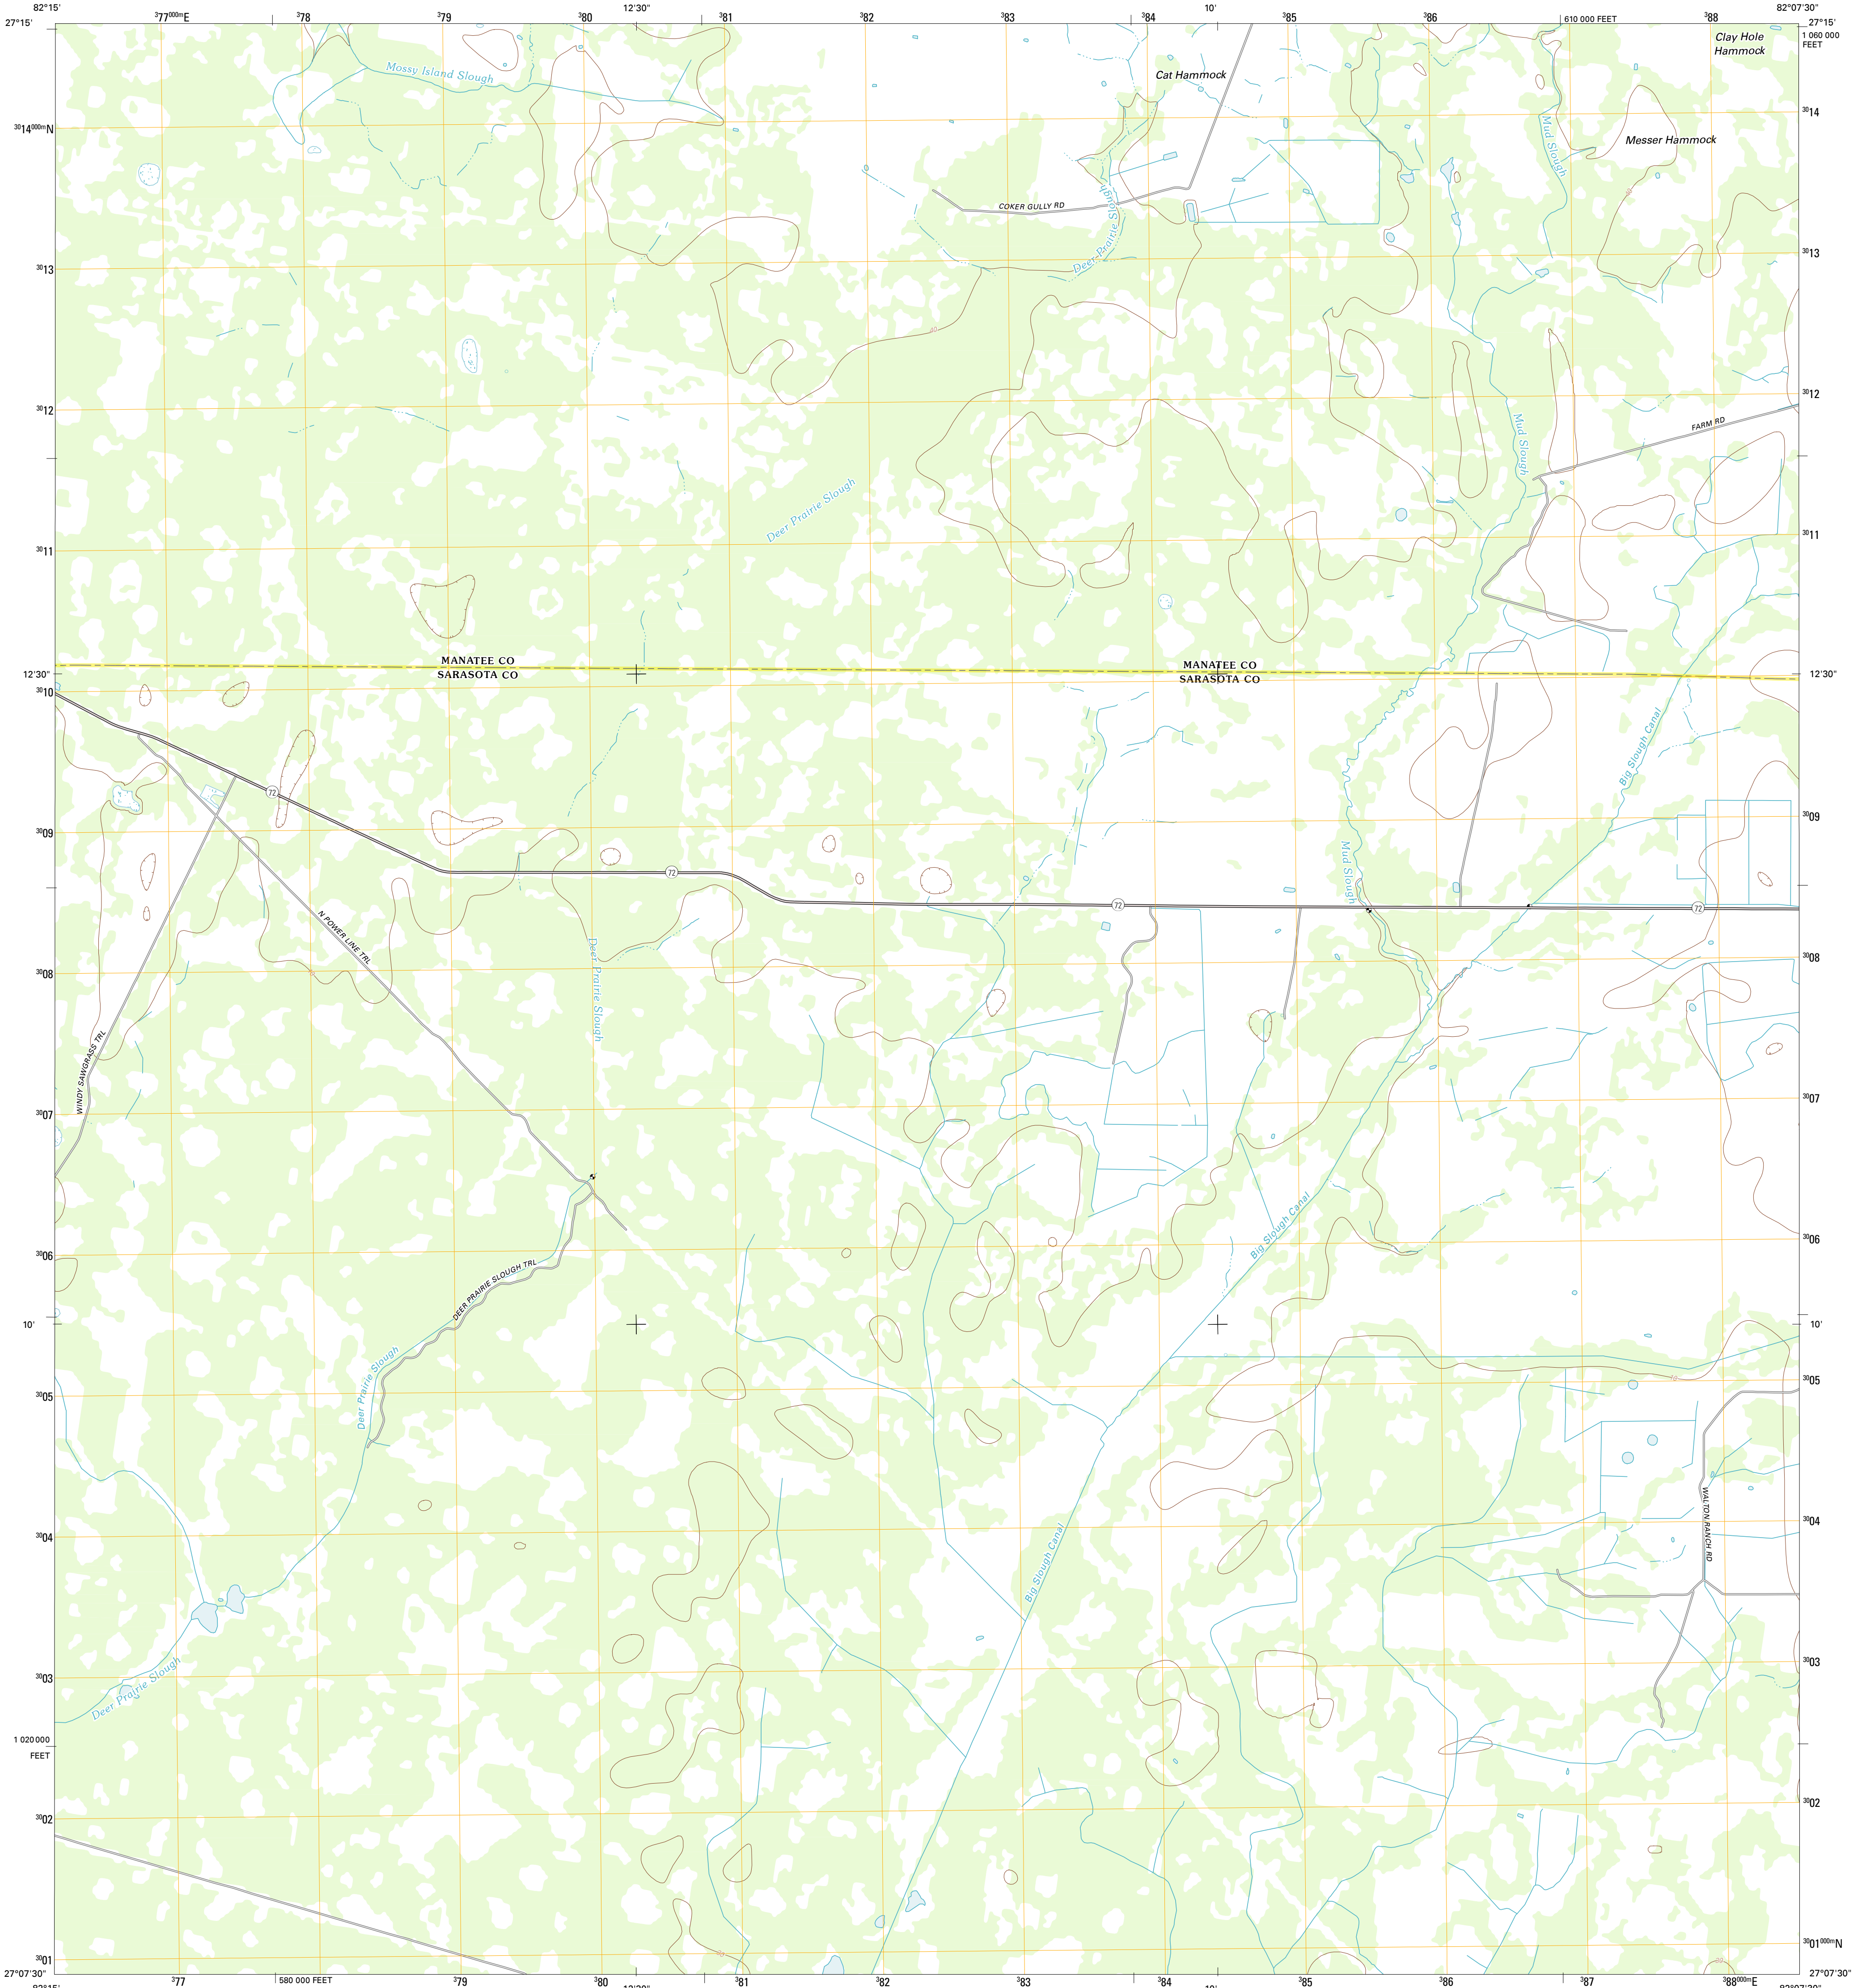 82°15'
³77⁰⁰⁰ᵐE
78
³79
³80
12'30"
³81
³82
³83
³84
10'
³85
³86
610 000 FEET
³88
82°07'30"
27°15'
27°15'
1 060 000
FEET
Clay Hole
Hammock
Mossy Island Slough
Cat Hammock
³⁰14⁰⁰⁰ᵐN
³⁰14
Mud Slough
Messer Hammock
COKER GULLY RD
Deer Prairie Slough
³⁰13
³⁰13
40
³⁰12
³⁰12
Mud Slough
FARM RD
Deer Prairie Slough
³⁰11
³⁰11
MANATEE CO
SARASOTA CO
MANATEE CO
SARASOTA CO
12'30"
12'30"
³⁰10
Big Slough Canal
72
³⁰09
³⁰09
Mud Slough
72
72
72
N POWER LINE TRL
Deer Prairie Slough
³⁰08
³⁰08
WINDY SAWGRASS TRL
³⁰07
³⁰07
Big Slough Canal
³⁰06
³⁰06
DEER PRAIRIE SLOUGH TRL
10'
10'
Deer Prairie Slough
³⁰05
³⁰05
WALTON RANCH RD
³⁰04
³⁰04
Big Slough Canal
³⁰03
³⁰03
Deer Prairie Slough
1 020 000
FEET
³⁰02
³⁰02
³⁰01
³⁰01⁰⁰⁰ᵐN
27°07'30"
27°07'30"
³77
580 000 FEET
³79
³80
³81
³82
³83
³84
³85
³86
³87
³88⁰⁰⁰ᵐE